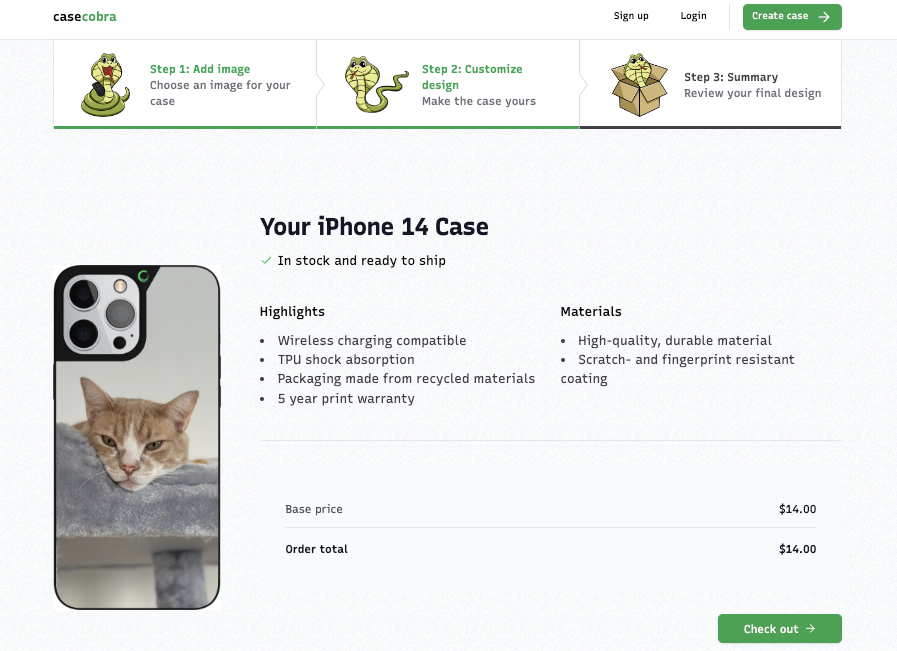 casecobra
Sign up
Login
Create case
Step 1: Add image
Choose an image for your
case
Step 2: Customize
design
Make the case yours
Step 3: Summary
Review your final design
Your iPhone 14 Case
In stock and ready to ship
Highlights
• Wireless charging compatible
• TPU shock absorption
• Packaging made from recycled materials
• 5 year print warranty
Materials
• High-quality, durable material
• Scratch- and fingerprint resistant
coating
Base price $14.00
Order total $14.00
Check out →